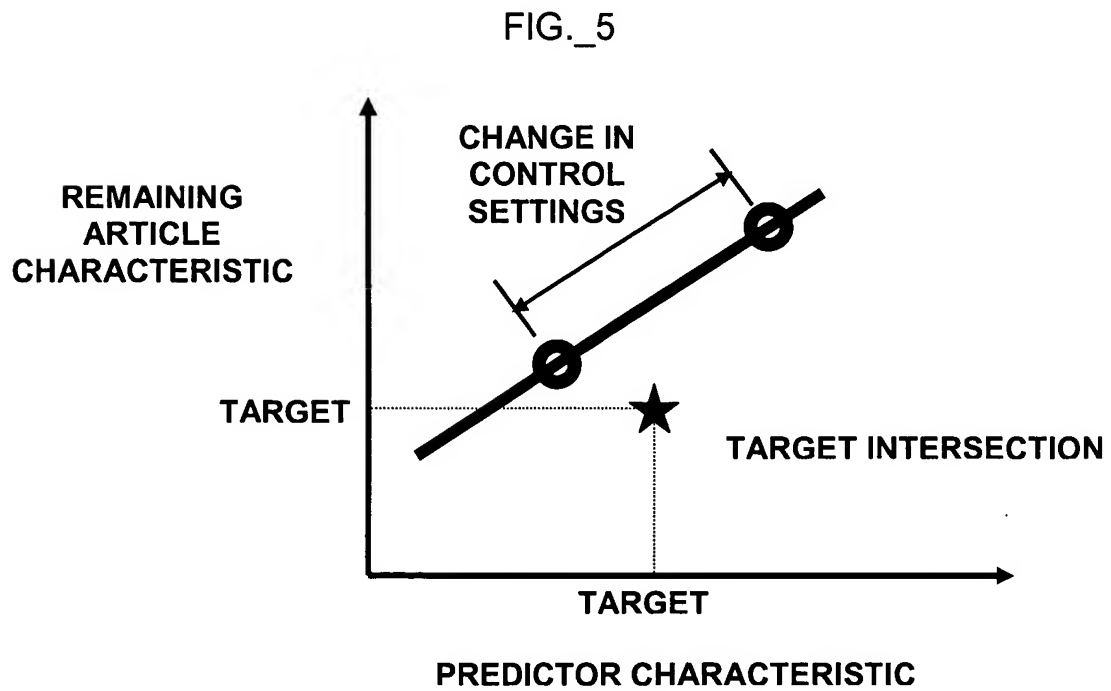 FIG._5
CHANGE IN
CONTROL
SETTINGS
REMAINING
ARTICLE
CHARACTERISTIC
TARGET
TARGET INTERSECTION
TARGET
PREDICTOR CHARACTERISTIC